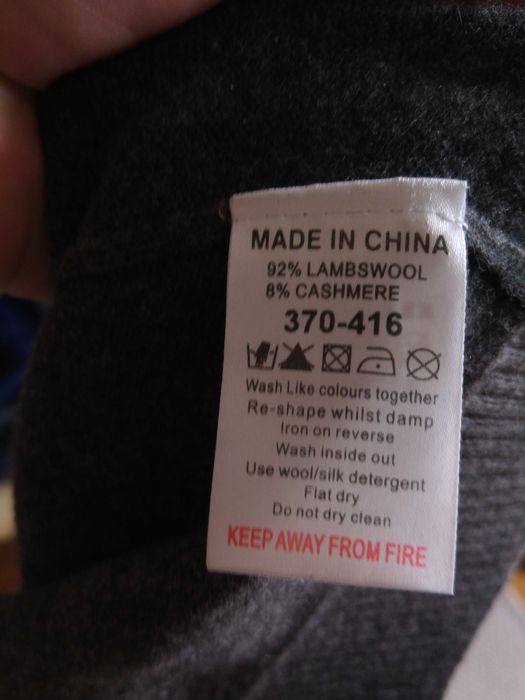 MADE IN CHINA
92% LAMBSWOOL
8% CASHMERE
370-416
Wash Like colours together
Re-shape whilst damp
Iron on reverse
Wash inside out
Use wool/silk detergent
Flat dry
Do not dry clean
KEEP AWAY FROM FIRE